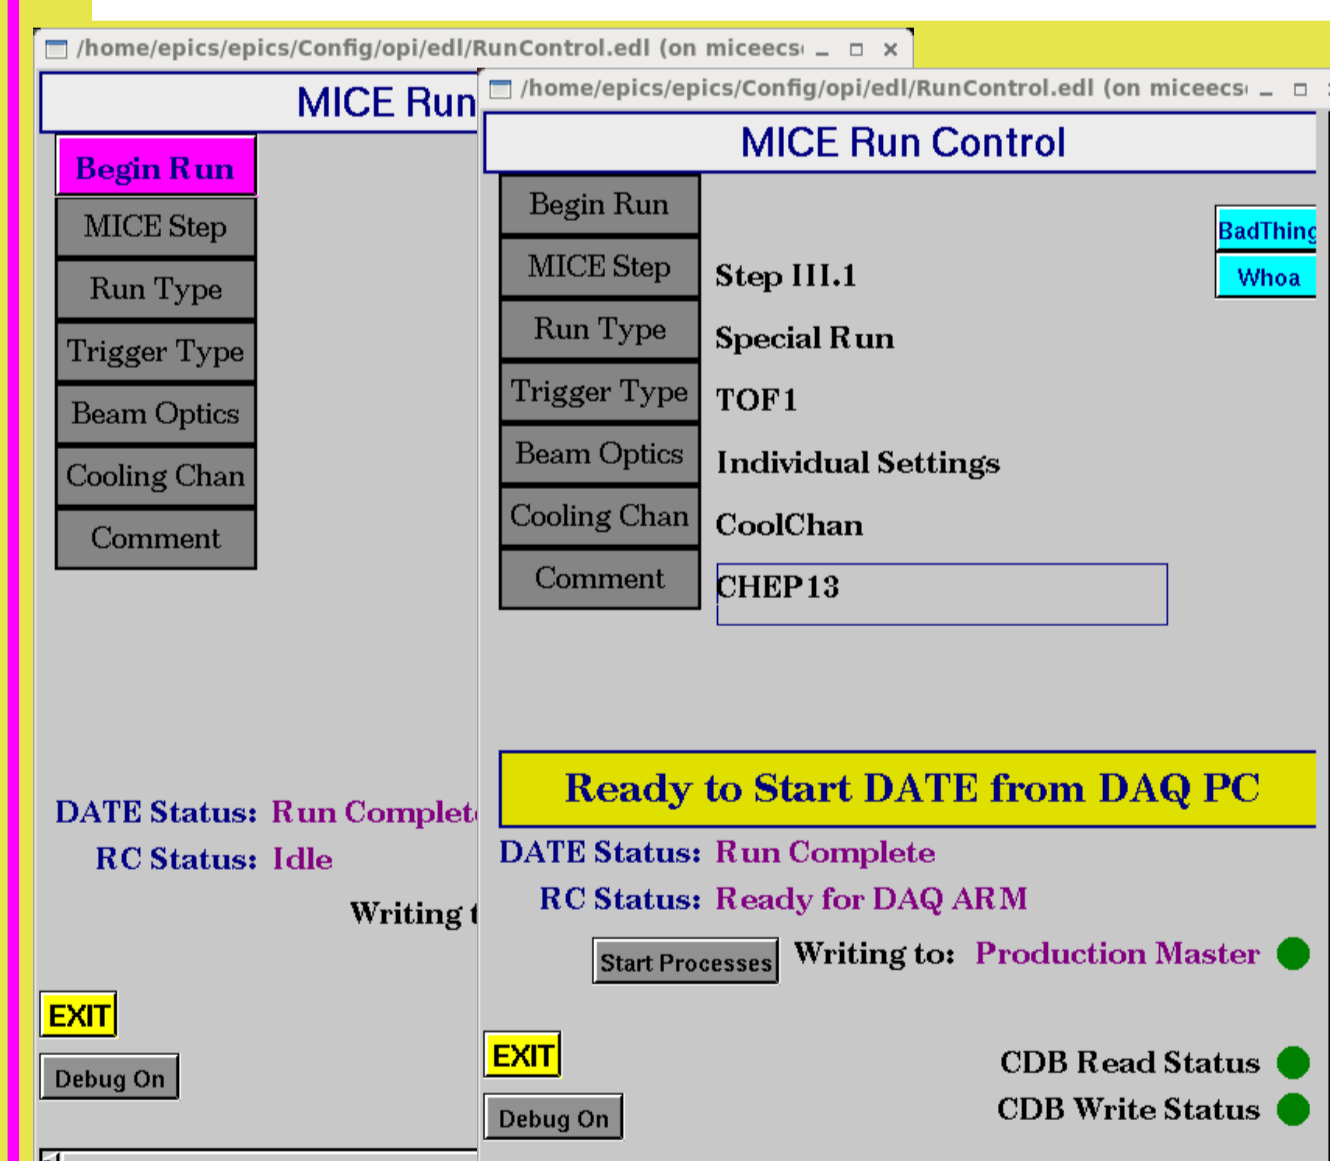 /home/epics/epics/Config/opi/edl/RunControl.edl (on miceecs
MICE Run
Begin Run
MICE Step
Run Type
Trigger Type
Beam Optics
Cooling Chan
Comment
DATE Status: Run Complet
RC Status: Idle
Writing t
EXIT
Debug On
/home/epics/epics/Config/opi/edl/RunControl.edl (on miceecs
MICE Run Control
Begin Run
BadThing
MICE Step Step III.1
Whoa
Run Type Special Run
Trigger Type TOF1
Beam Optics Individual Settings
Cooling Chan CoolChan
Comment CHEP13
Ready to Start DATE from DAQ PC
DATE Status: Run Complete
RC Status: Ready for DAQ ARM
Start Processes Writing to: Production Master
EXIT
CDB Read Status
Debug On
CDB Write Status